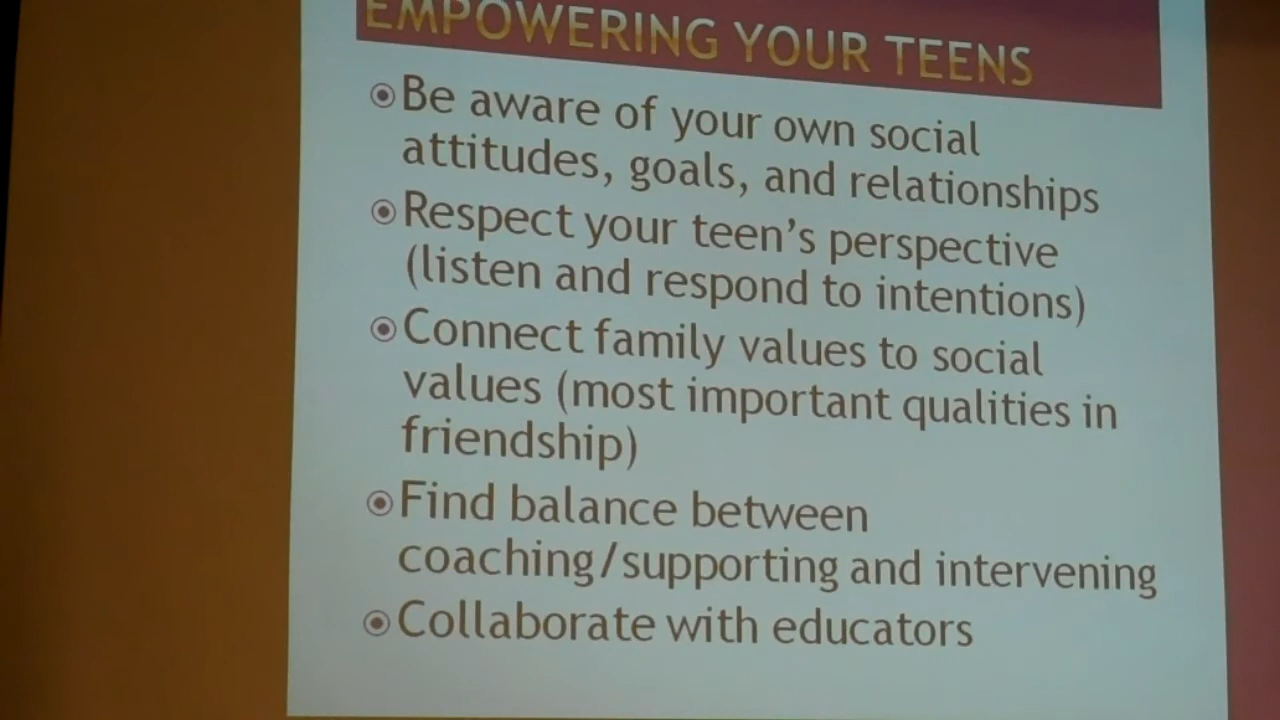 EMPOWERING YOUR TEENS
Be aware of your own social
attitudes, goals, and relationships
Respect your teen's perspective
(listen and respond to intentions)
Connect family values to social
values (most important qualities in
friendship)
Find balance between
coaching/supporting and intervening
Collaborate with educators